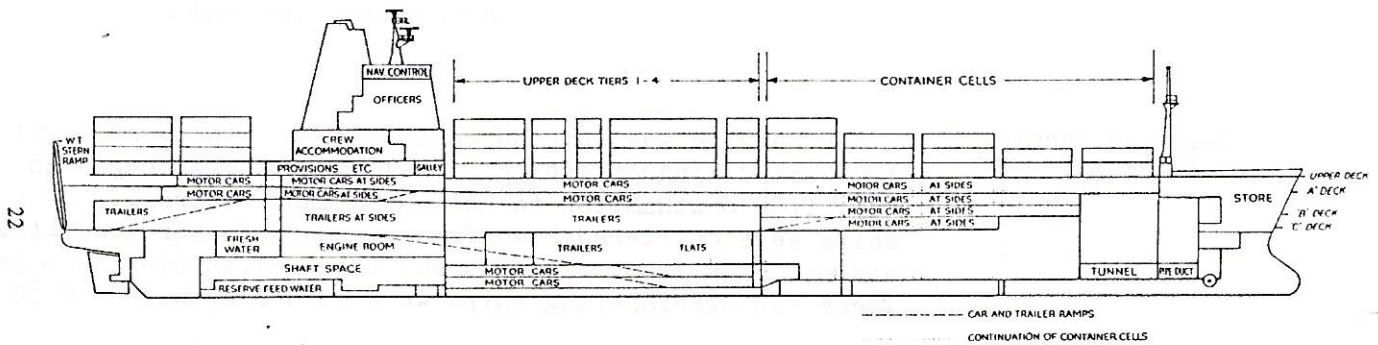 UPPER DECK TIERS 1-4
CONTAINER CELLS
NAV CONTROL
OFFICERS
W T
STERN
RAMP
CREW
ACCOMMODATION
PROVISIONS ETC
GALLEY
MOTOR CARS
MOTOR CARS AT SIDES
MOTOR CARS
MOTOR CARS AT SIDES
UPPER DECK
MOTOR CARS
MOTOR CARS AT SIDES
MOTOR CARS
MOTOR CARS AT SIDES
'A' DECK
STORE
TRAILERS
TRAILERS AT SIDES
TRAILERS
MOTOR CARS AT SIDES
MOTOR CARS AT SIDES
'B' DECK
'C' DECK
22
FRESH
WATER
ENGINE ROOM
TRAILERS
FLATS
SHAFT SPACE
MOTOR CARS
TUNNEL
PIPE DUCT
RESERVE FEED WATER
MOTOR CARS
CAR AND TRAILER RAMPS
CONTINUATION OF CONTAINER CELLS